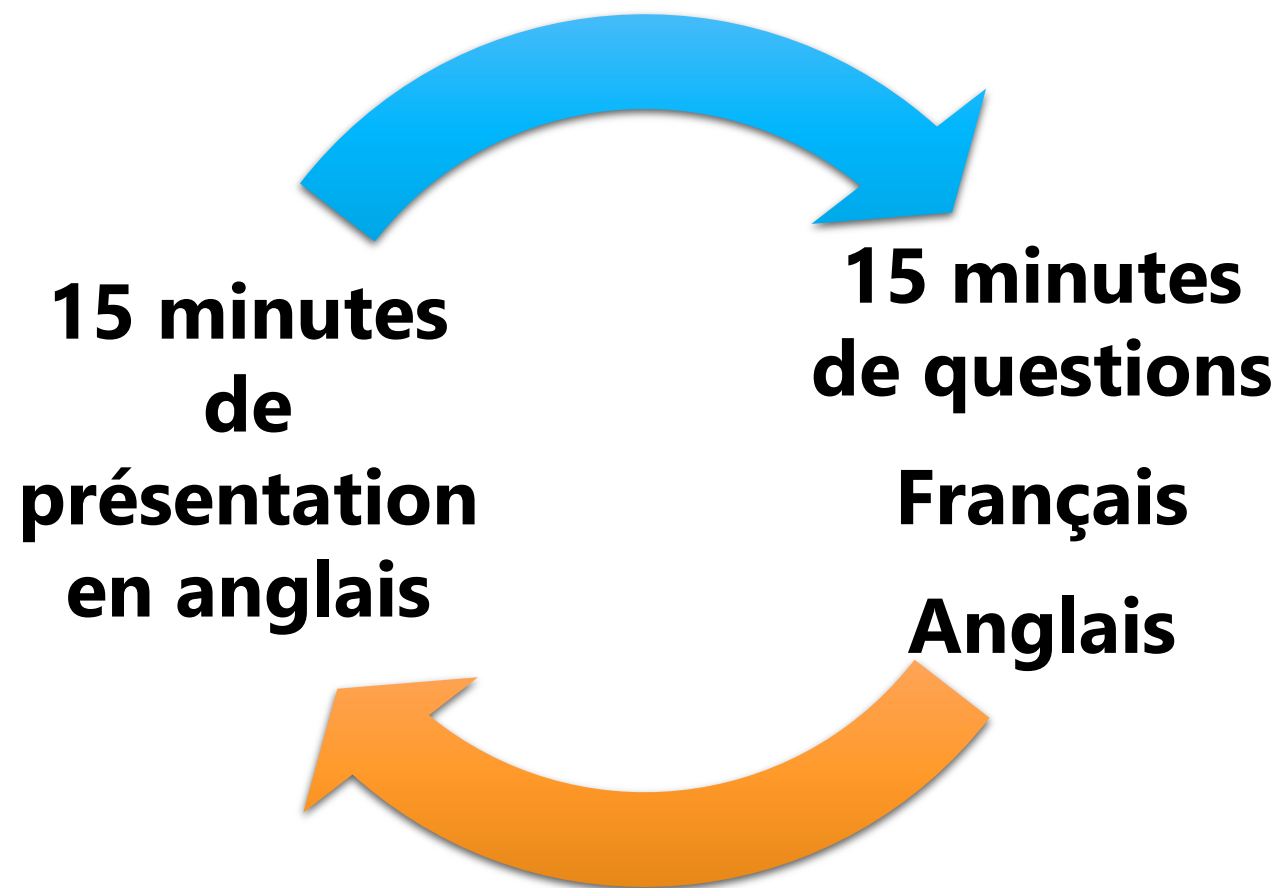 15 minutes
de
présentation
en anglais
15 minutes
de questions
Français
Anglais